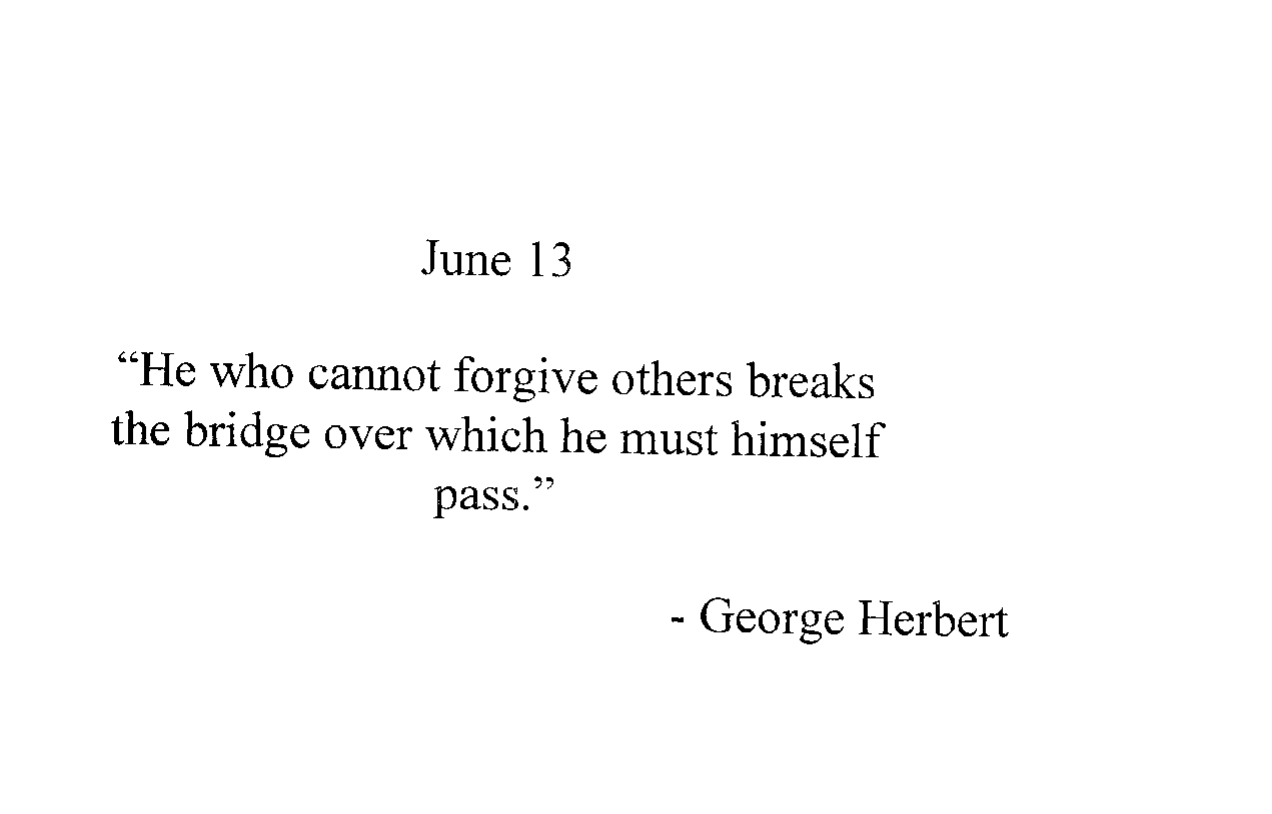 June 13
“He who cannot forgive others breaks
the bridge over which he must himself
pass.”
- George Herbert